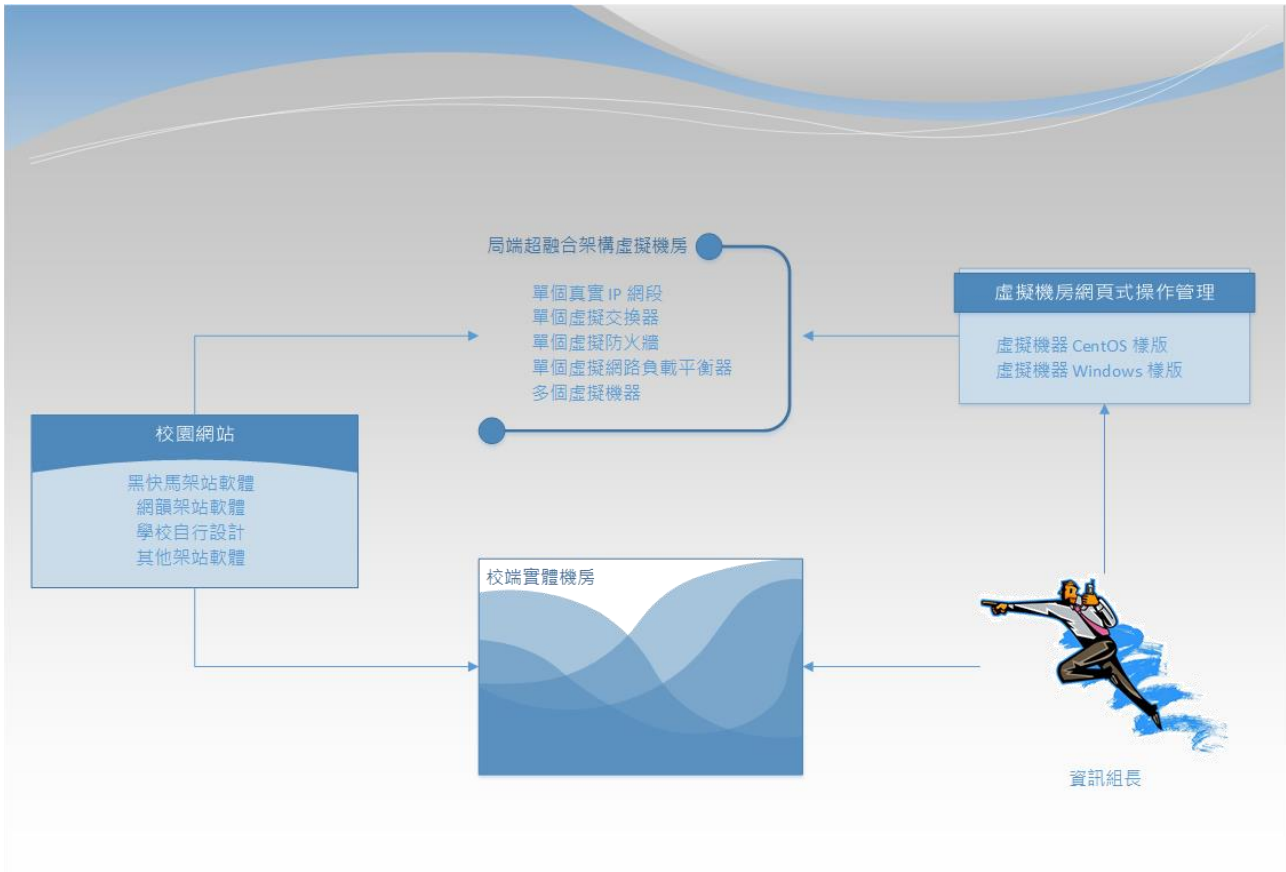 局端超融合架構虛擬機房
單個真實 IP 網段
單個虛擬交換器
單個虛擬防火牆
單個虛擬網路負載平衡器
多個虛擬機器
虛擬機房網頁式操作管理
虛擬機器 CentOS 樣版
虛擬機器 Windows 樣版
校園網站
黑快馬架站軟體
網韻架站軟體
學校自行設計
其他架站軟體
校端實體機房
資訊組長